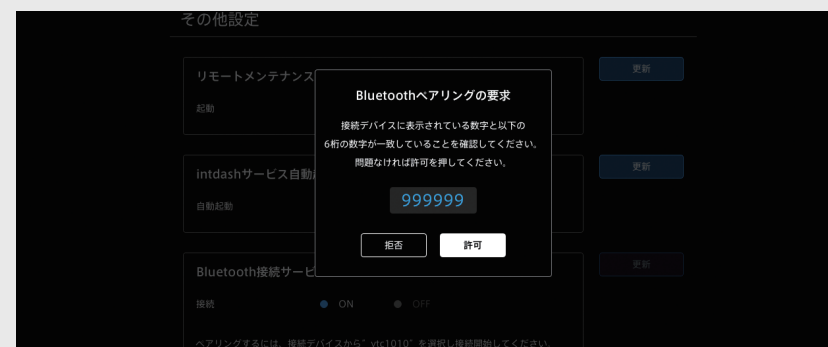 その他設定
リモートメンテナンス
更新
起動
Bluetoothペアリングの要求
接続デバイスに表示されている数字と以下の
6桁の数字が一致していることを確認してください。
問題なければ許可を押してください。
999999
拒否
許可
intdashサービス自動
更新
自動起動
Bluetooth接続サービ
更新
接続
ON
OFF
ペアリングするには、接続デバイスから"vtc1010"を選択し接続開始してください。